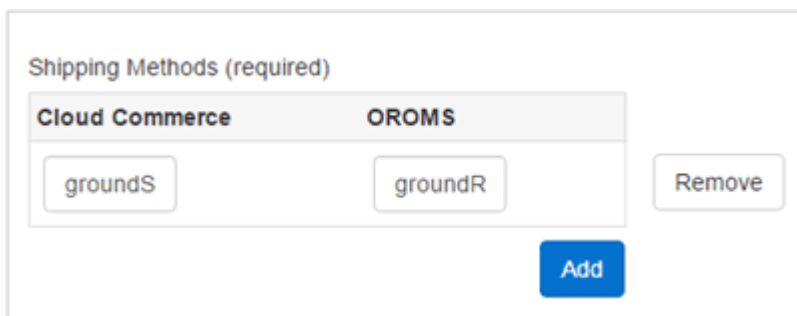 Shipping Methods (required)
Cloud Commerce OROMS
groundS groundR Remove
Add